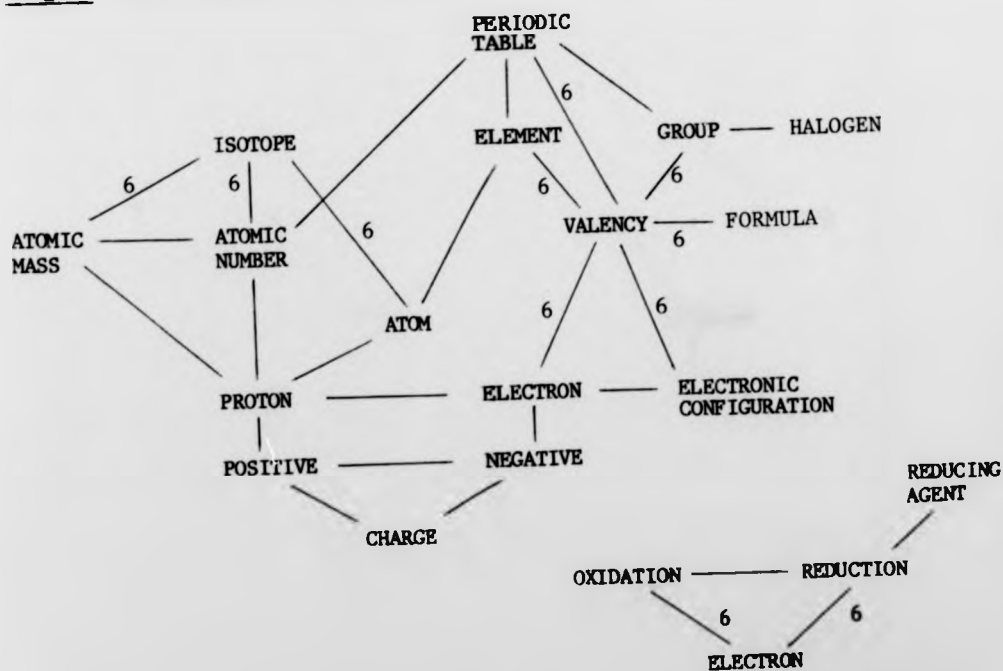 PERIODIC
TABLE
6
ISOTOPE
ELEMENT
GROUP
HALOGEN
6
6
6
6
ATOMIC
MASS
ATOMIC
NUMBER
6
VALENCY
6
FORMULA
ATOM
6
6
PROTON
ELECTRON
ELECTRONIC
CONFIGURATION
POSITIVE
NEGATIVE
REDUCING
AGENT
CHARGE
OXIDATION
REDUCTION
6
6
ELECTRON